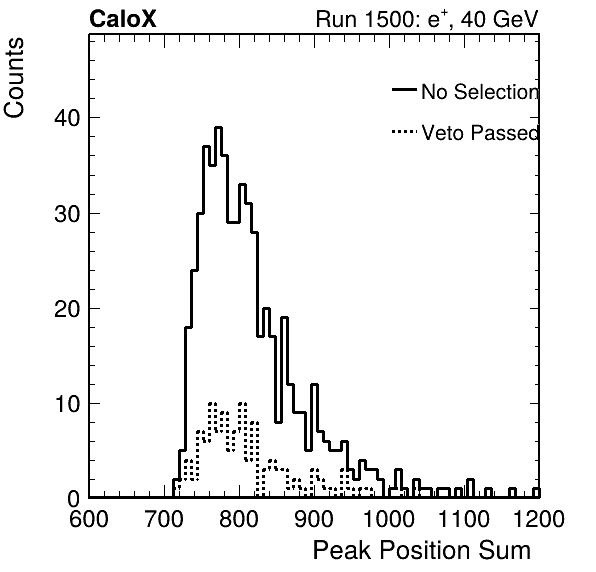 CaloX Run 1500: e⁺, 40 GeV
Counts
No Selection
Veto Passed
40
30
20
10
0
600 700 800 900 1000 1100 1200
Peak Position Sum